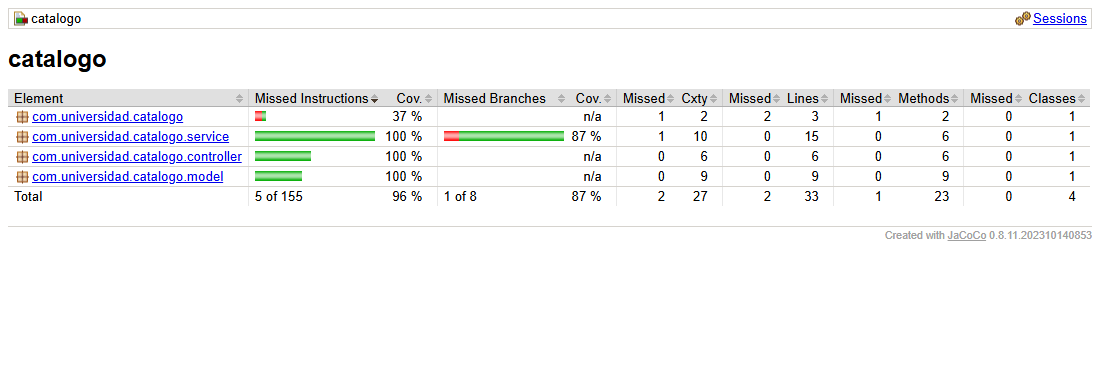 catalogo Sessions
catalogo
Element Missed Instructions Cov. Missed Branches Cov. Missed Cxty Missed Lines Missed Methods Missed Classes
com.universidad.catalogo 37 % n/a 1 2 2 3 1 2 0 1
com.universidad.catalogo.service 100 % 87 % 1 10 0 15 0 6 0 1
com.universidad.catalogo.controller 100 % n/a 0 6 0 6 0 6 0 1
com.universidad.catalogo.model 100 % n/a 0 9 0 9 0 9 0 1
Total 5 of 155 96 % 1 of 8 87 % 2 27 2 33 1 23 0 4
Created with JaCoCo 0.8.11.202310140853